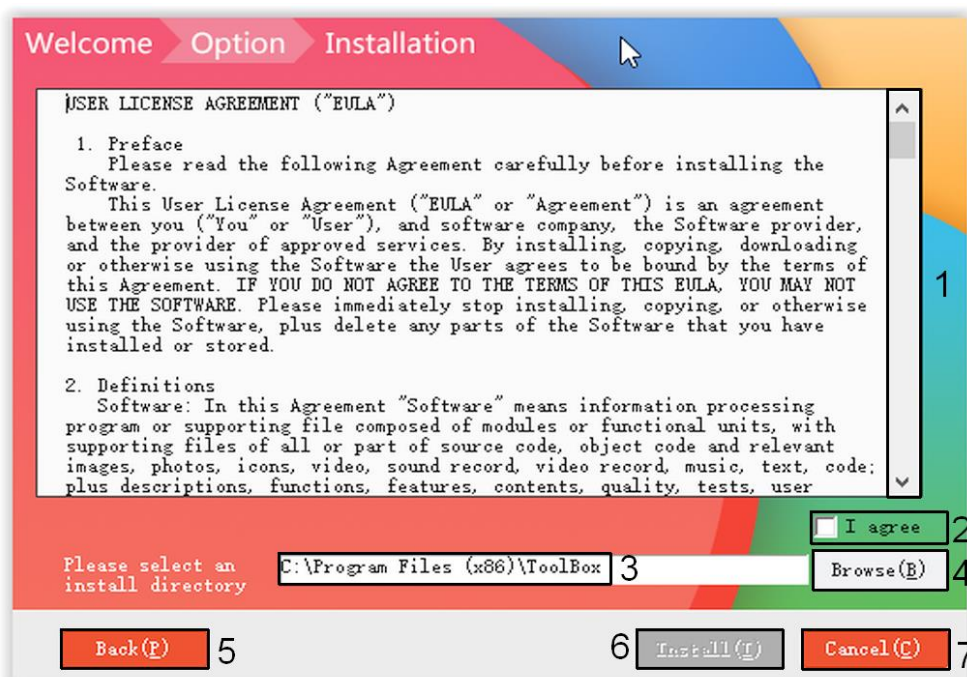 Welcome Option Installation
USER LICENSE AGREEMENT ("EULA")
1. Preface
Please read the following Agreement carefully before installing the
Software.
This User License Agreement ("EULA" or "Agreement") is an agreement
between you ("You" or "User"), and software company, the Software provider,
and the provider of approved services. By installing, copying, downloading
or otherwise using the Software the User agrees to be bound by the terms of
this Agreement. IF YOU DO NOT AGREE TO THE TERMS OF THIS EULA, YOU MAY NOT
USE THE SOFTWARE. Please immediately stop installing, copying, or otherwise
using the Software, plus delete any parts of the Software that you have
installed or stored.
2. Definitions
Software: In this Agreement "Software" means information processing
program or supporting file composed of modules or functional units, with
supporting files of all or part of source code, object code and relevant
images, photos, icons, video, sound record, video record, music, text, code;
plus descriptions, functions, features, contents, quality, tests, user
1
I agree 2
Please select an
install directory
C:\Program Files (x86)\ToolBox 3
Browse(B) 4
Back(P) 5
6 Install(I)
Cancel(C) 7